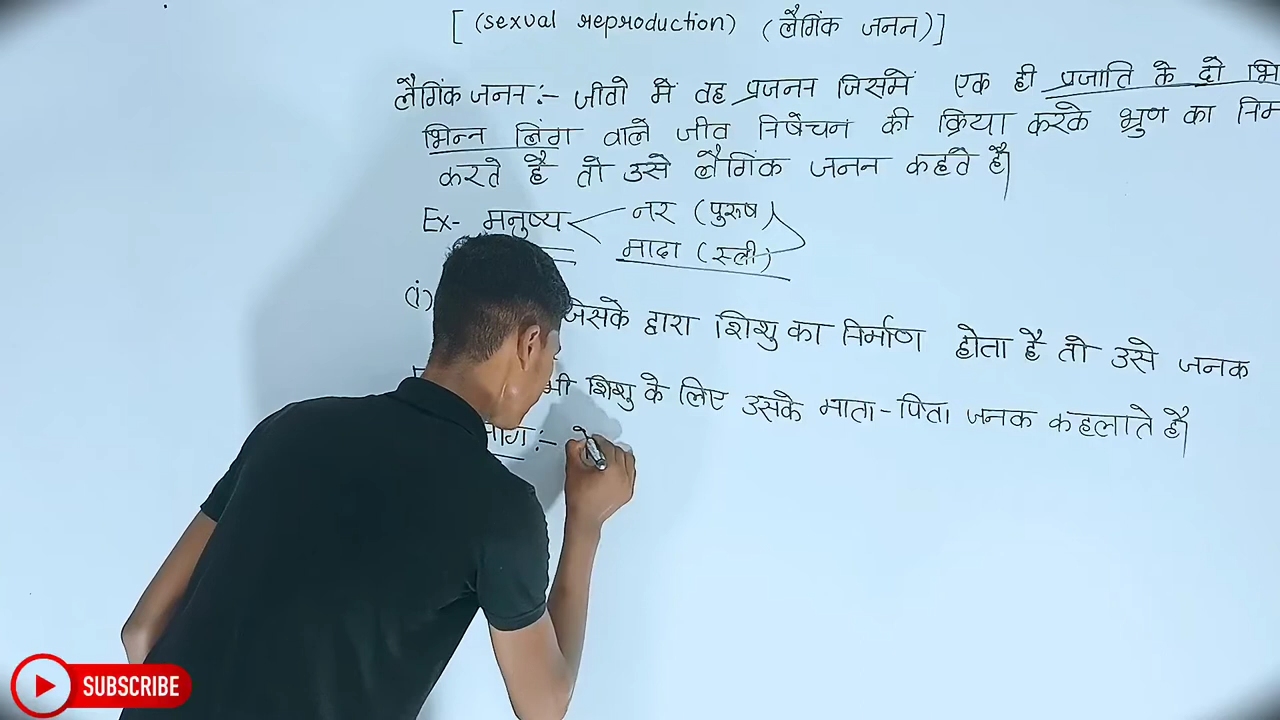 [ (sexual reproduction) (लैगिंक जनन)]
लैगिंक जनन :- जीवो में वह प्रजनन जिसमें एक ही प्रजाति के दो
भिन्न लिंग वाले जीव निषेचन की क्रिया करके भ्रुण का
करते है तो उसे लैगिंक जनन कहते है|
Ex- मनुष्य नर (पुरुष)
मादा (स्त्री)
(i) जिसके द्वारा शिशु का निर्माण होता है तो उसे जनक
शिशु के लिए उसके माता-पिता जनक कहलाते है|
:-
SUBSCRIBE